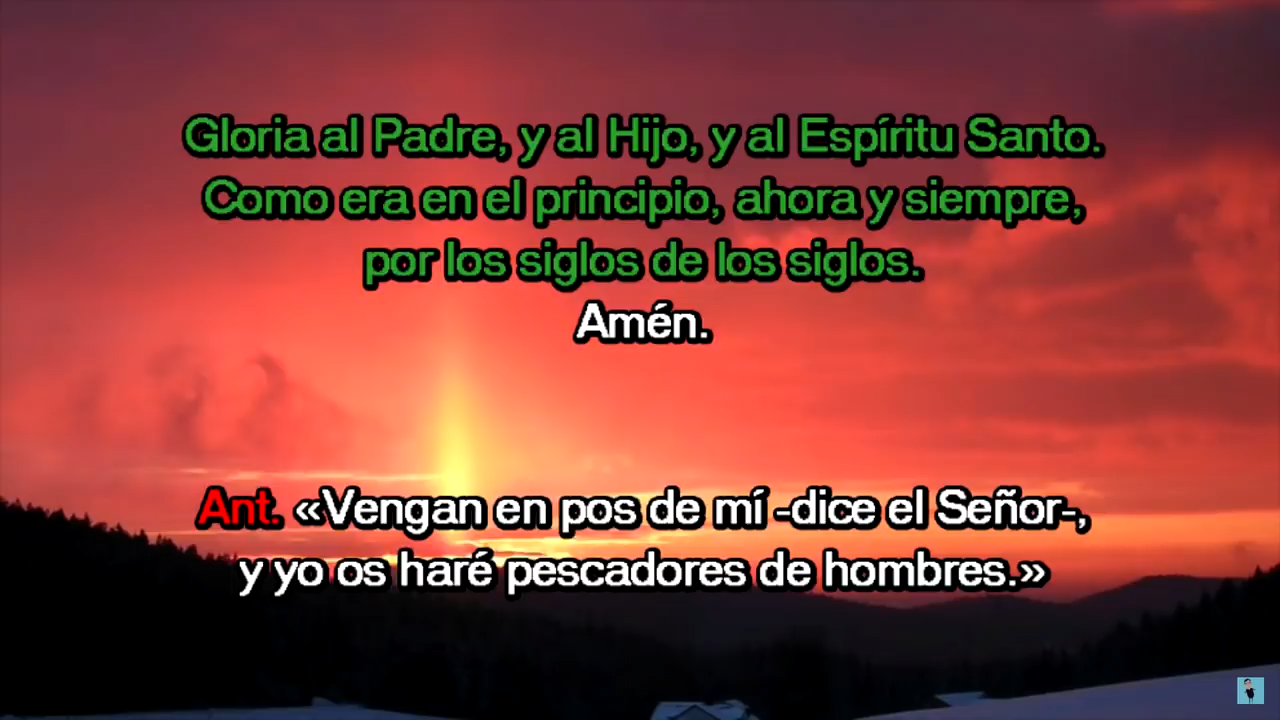 Gloria al Padre, y al Hijo, y al Espíritu Santo.
Como era en el principio, ahora y siempre,
por los siglos de los siglos.
Amén.
Ant. «Vengan en pos de mí -dice el Señor-,
y yo os haré pescadores de hombres.»